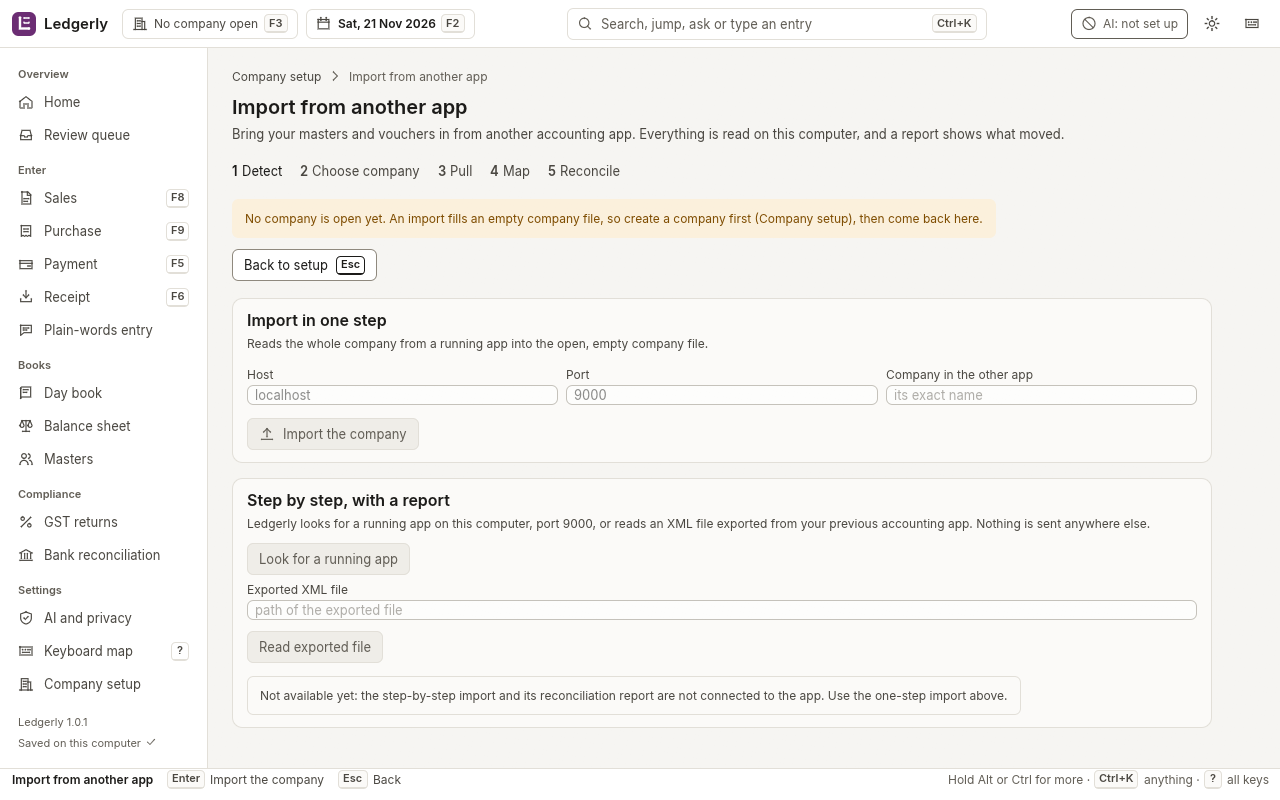 Ledgerly
No company open F3
Sat, 21 Nov 2026 F2
Search, jump, ask or type an entry Ctrl+K
AI: not set up
Overview
Home
Review queue
Enter
Sales F8
Purchase F9
Payment F5
Receipt F6
Plain-words entry
Books
Day book
Balance sheet
Masters
Compliance
GST returns
Bank reconciliation
Settings
AI and privacy
Keyboard map ?
Company setup
Ledgerly 1.0.1
Saved on this computer
Company setup > Import from another app
Import from another app
Bring your masters and vouchers in from another accounting app. Everything is read on this computer, and a report shows what moved.
1 Detect 2 Choose company 3 Pull 4 Map 5 Reconcile
No company is open yet. An import fills an empty company file, so create a company first (Company setup), then come back here.
Back to setup Esc
Import in one step
Reads the whole company from a running app into the open, empty company file.
Host Port Company in the other app
localhost 9000 its exact name
Import the company
Step by step, with a report
Ledgerly looks for a running app on this computer, port 9000, or reads an XML file exported from your previous accounting app. Nothing is sent anywhere else.
Look for a running app
Exported XML file
path of the exported file
Read exported file
Not available yet: the step-by-step import and its reconciliation report are not connected to the app. Use the one-step import above.
Import from another app Enter Import the company Esc Back
Hold Alt or Ctrl for more · Ctrl+K anything · ? all keys